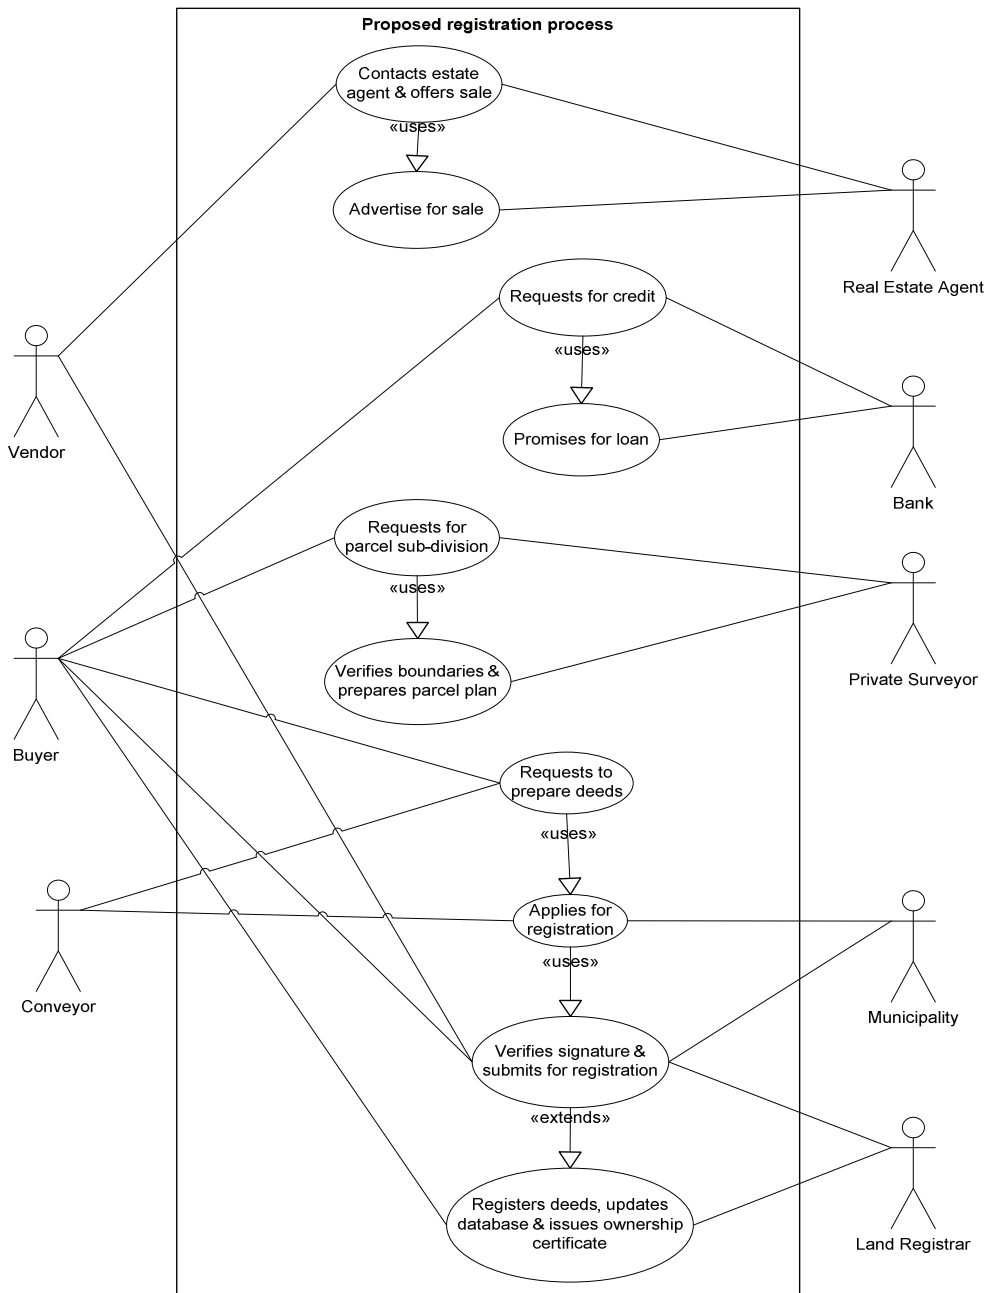 Proposed registration process
Contacts estate
agent & offers sale
«uses»
Advertise for sale
Real Estate Agent
Requests for credit
«uses»
Vendor
Promises for loan
Bank
Requests for
parcel sub-division
«uses»
Verifies boundaries &
prepares parcel plan
Private Surveyor
Buyer
Requests to
prepare deeds
«uses»
Applies for
registration
«uses»
Conveyor
Municipality
Verifies signature &
submits for registration
«extends»
Registers deeds, updates
database & issues ownership
certificate
Land Registrar